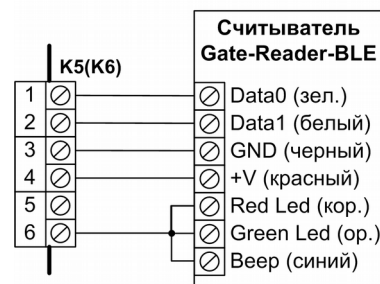 Считыватель
Gate-Reader-BLE
K5(K6)
1 Data0 (зел.)
2 Data1 (белый)
3 GND (черный)
4 +V (красный)
5 Red Led (кор.)
6 Green Led (ор.)
Beep (синий)